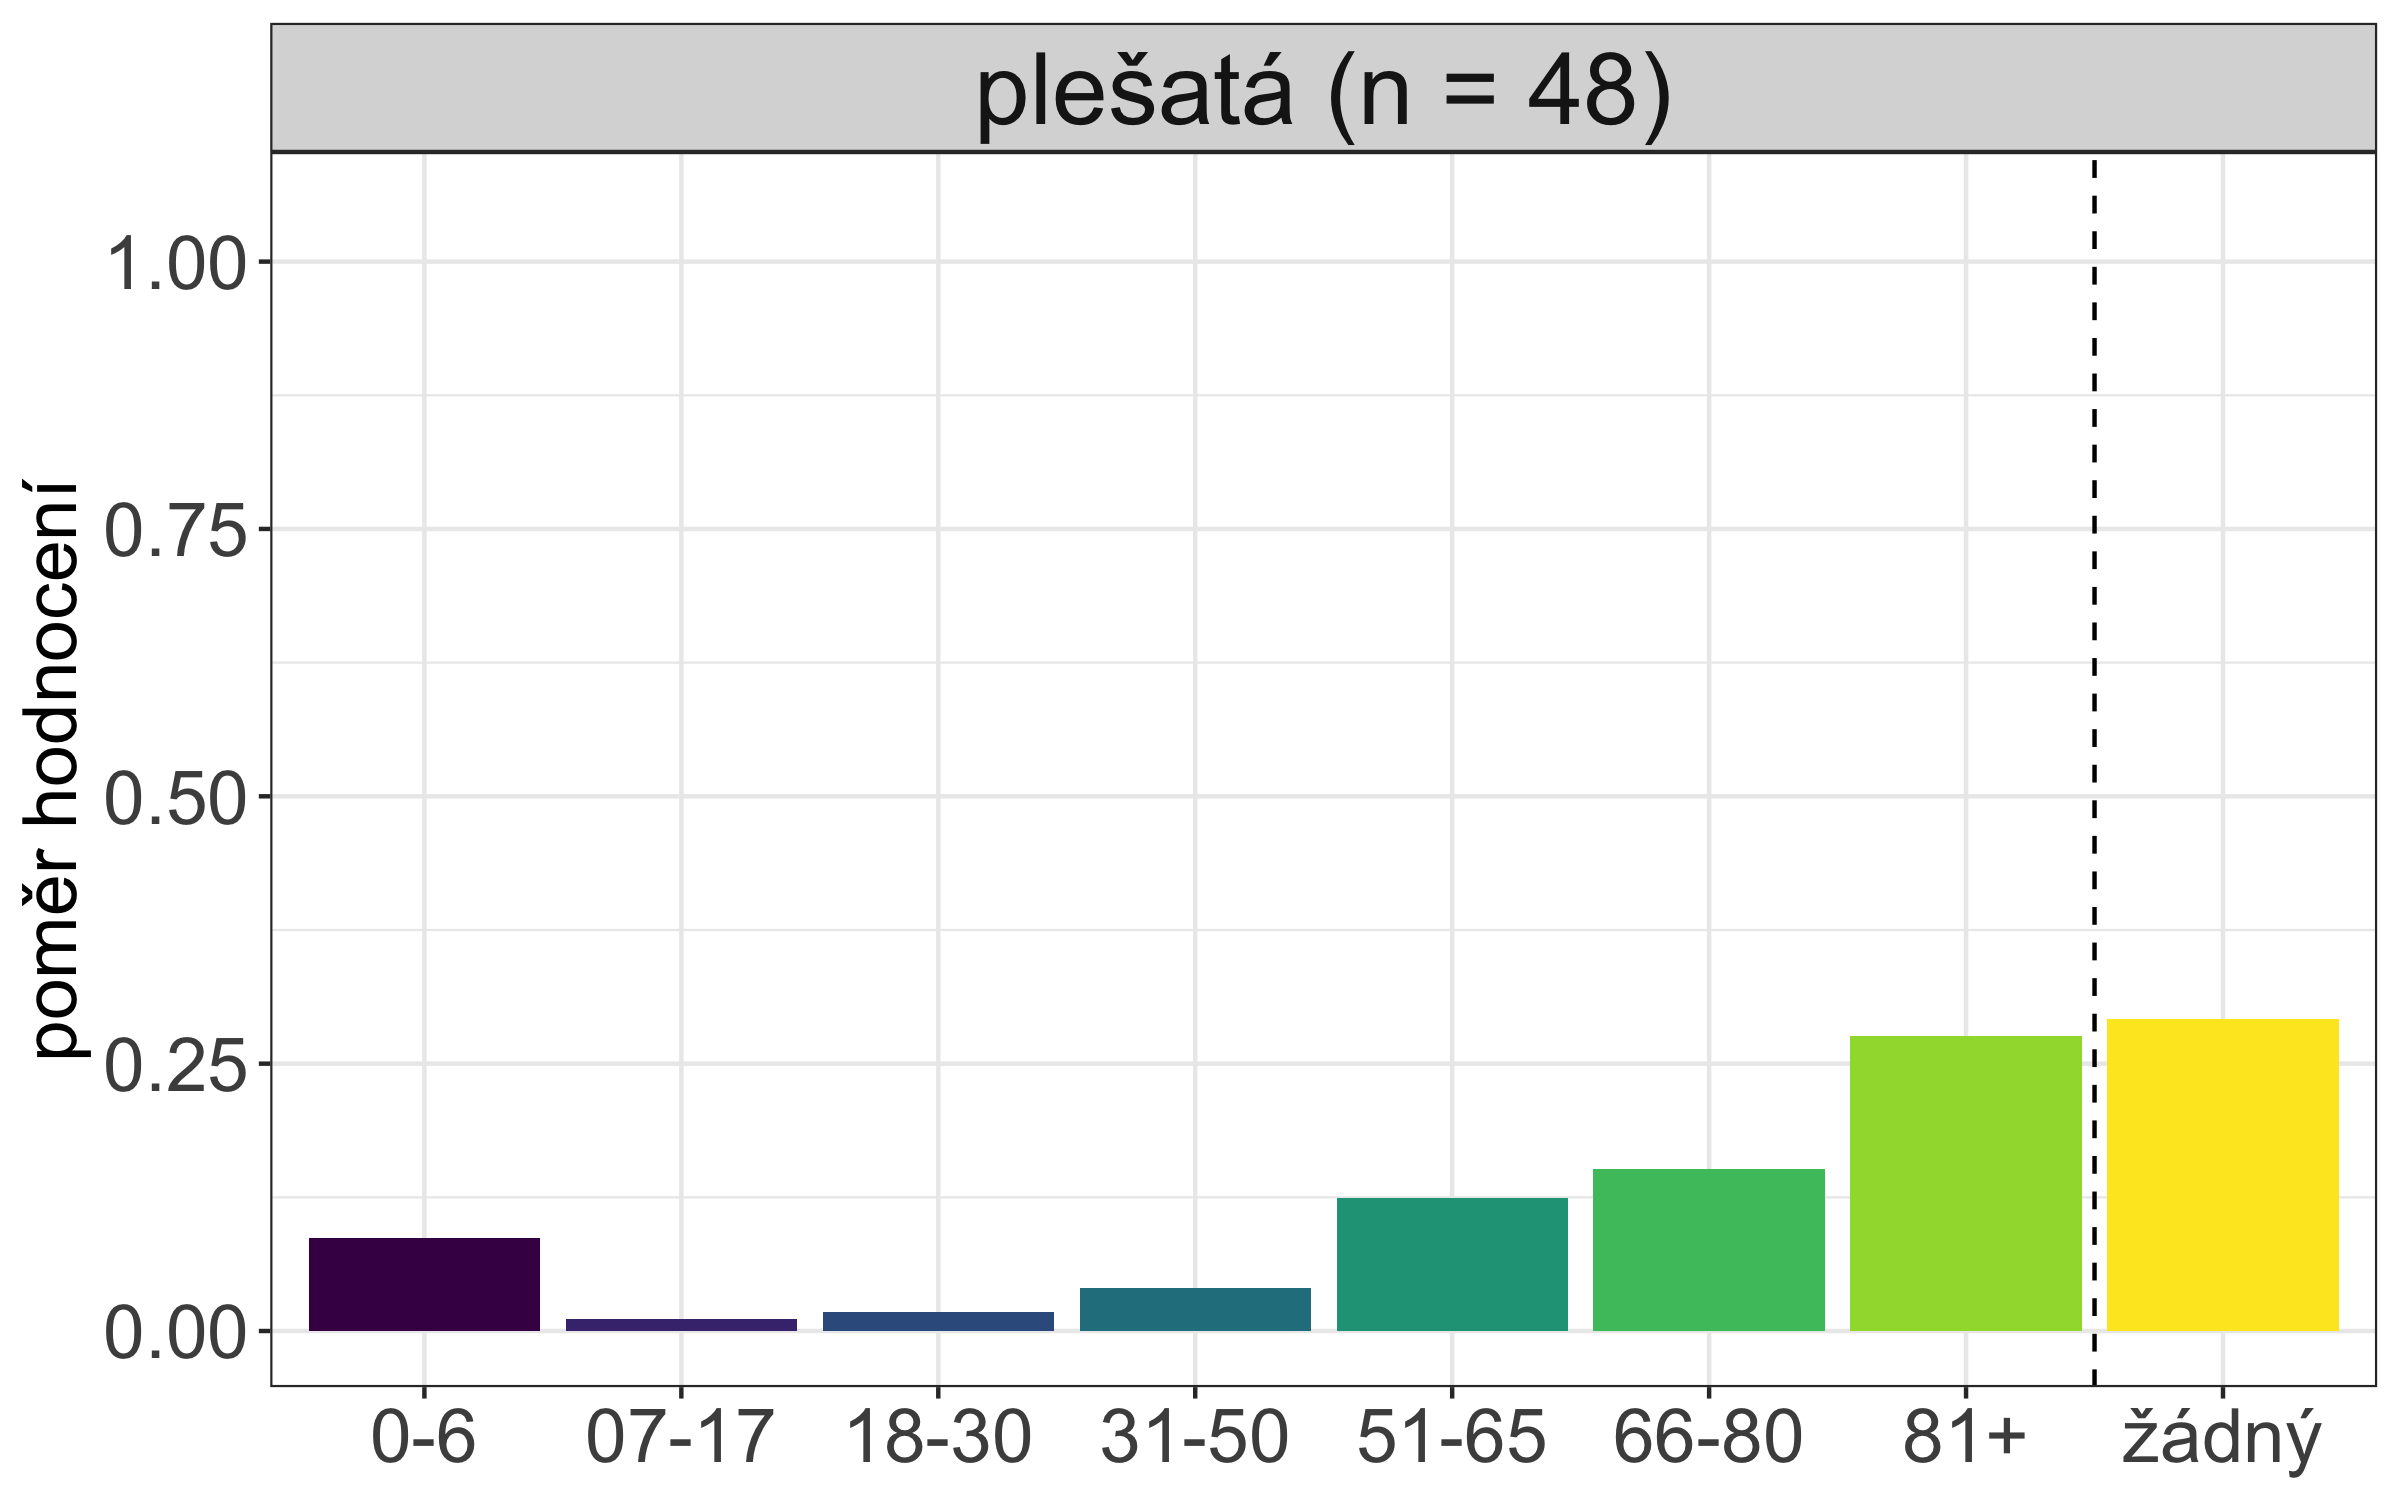 plešatá (n = 48)
poměr hodnocení
1.00
0.75
0.50
0.25
0.00
0-6 07-17 18-30 31-50 51-65 66-80 81+ žádný